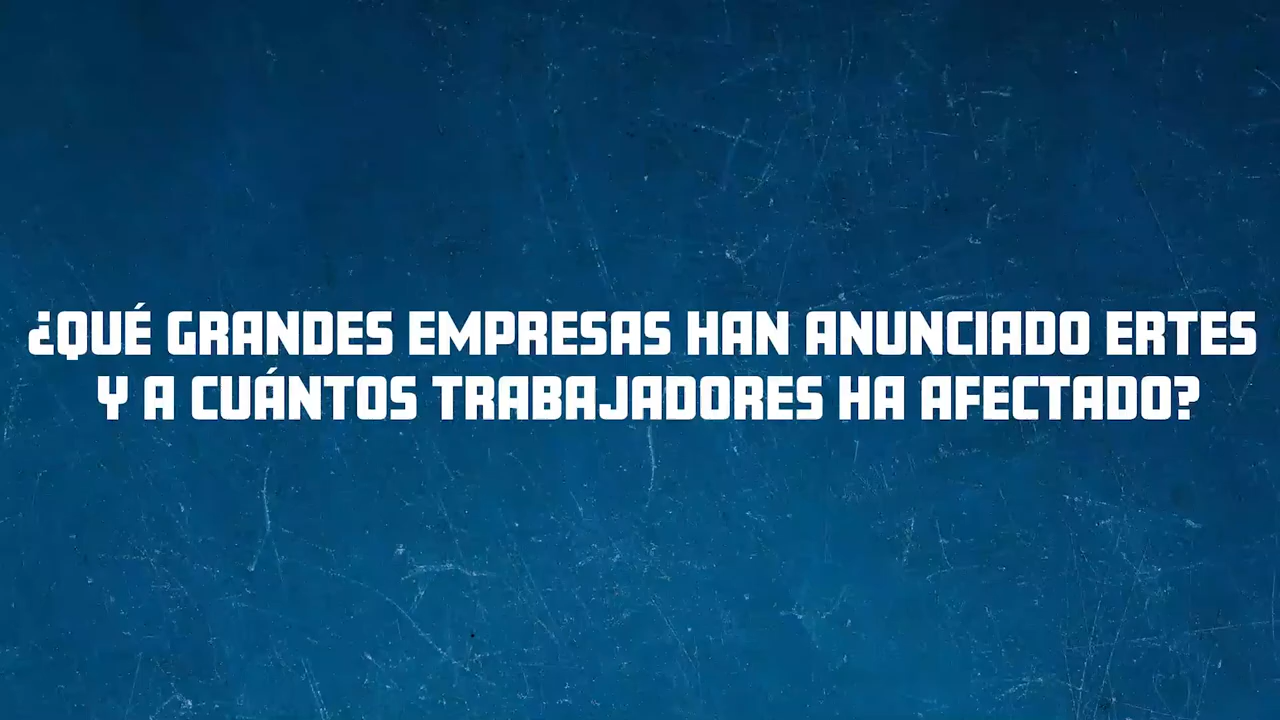 ¿QUÉ GRANDES EMPRESAS HAN ANUNCIADO ERTES
Y A CUÁNTOS TRABAJADORES HA AFECTADO?